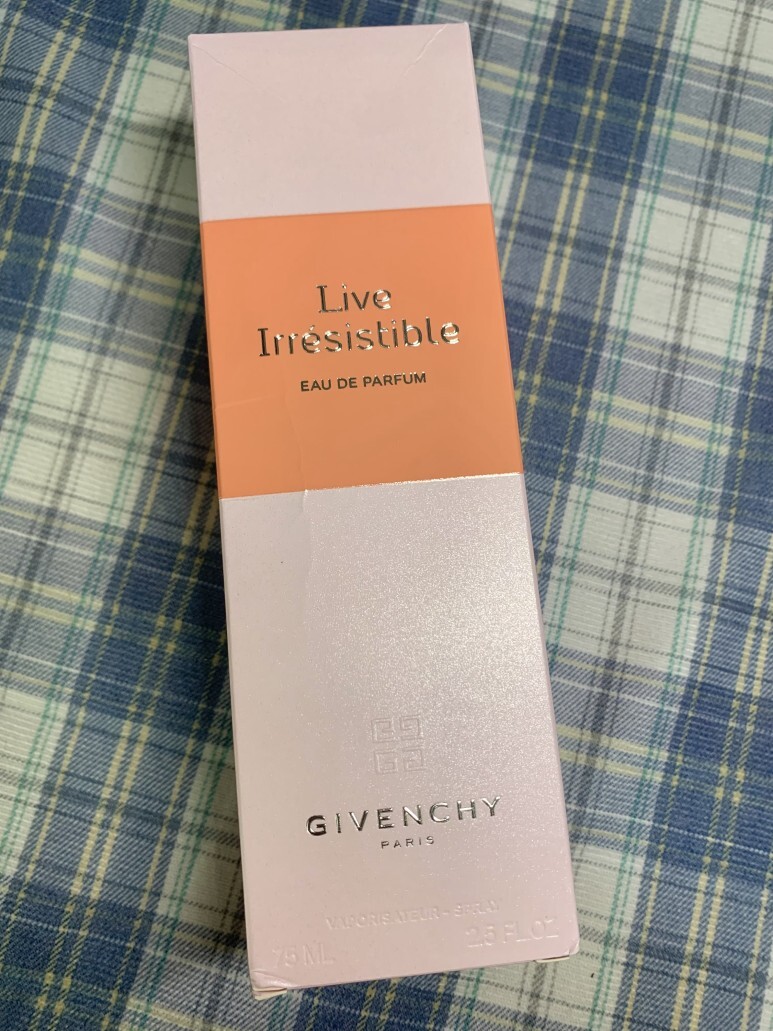 Live
Irrésistible
EAU DE PARFUM
GIVENCHY
PARIS
VAPORISATEUR - SPRAY
75 ML 2.5 FL.OZ